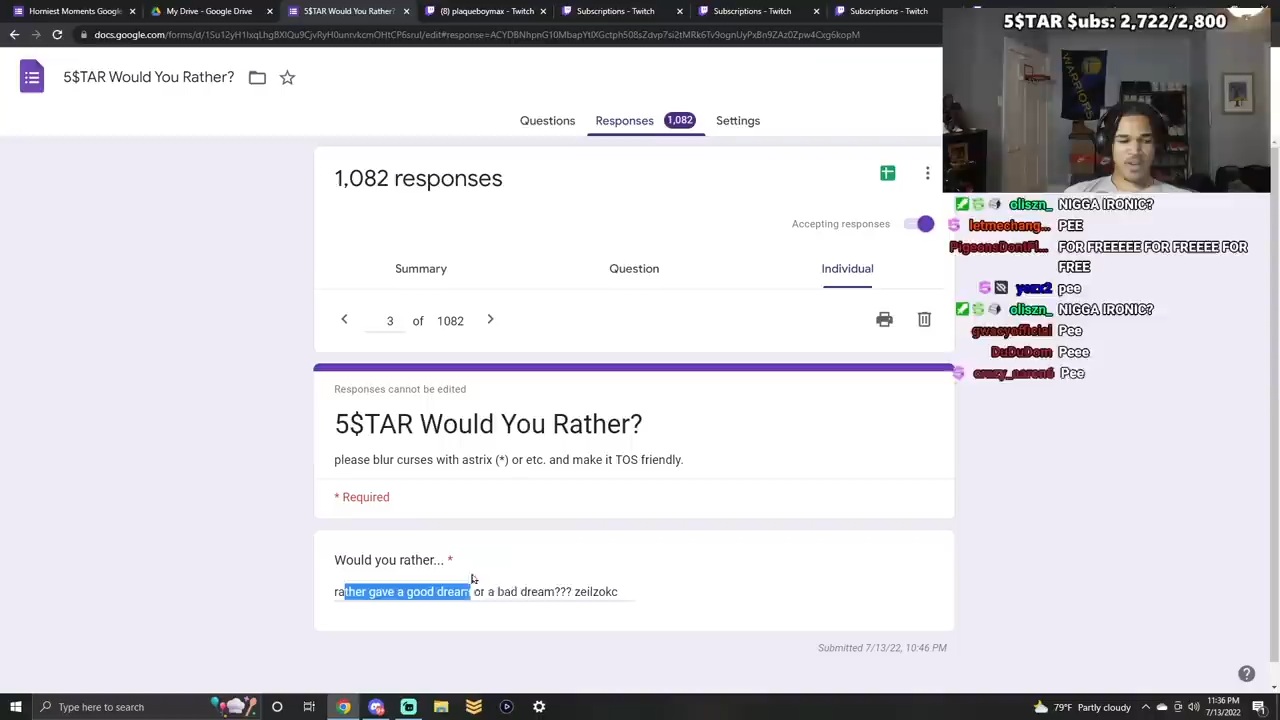 Honiest Moments Goog
My Drive - Google Drive
5$TAR Would You Rather?
(5) plaqueboymax - Twitch
Subscriptions - Twitch
Subscriptions - Twitch
Subscriptions - Twitch
5$TAR $ubs: 2,722/2,800
5$TAR Would You Rather?
Questions
Responses 1,082
Settings
WARRIORS
1,082 responses
Accepting responses
Summary
Question
Individual
3 of 1082
oliszn_ NIGGA IRONIC?
letmechang... PEE
PigeonsDontFl... FOR FREEEEE FOR FREEEE FOR
FREE
yezx2 pee
oliszn_ NIGGA IRONIC?
gwacyofficial Pee
DuDuDom Peee
crazy_aaron6 Pee
Responses cannot be edited
5$TAR Would You Rather?
please blur curses with astrix (*) or etc. and make it TOS friendly.
* Required
Would you rather... *
rather gave a good dream or a bad dream??? zeilzokc
Submitted 7/13/22, 10:46 PM
Type here to search
79°F Partly cloudy
11:36 PM
7/13/2022